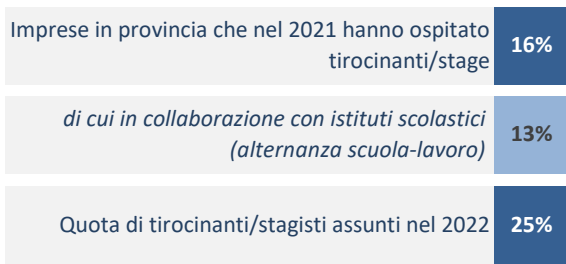 Imprese in provincia che nel 2021 hanno ospitato
tirocinanti/stage
16%
di cui in collaborazione con istituti scolastici
(alternanza scuola-lavoro)
13%
Quota di tirocinanti/stagisti assunti nel 2022
25%